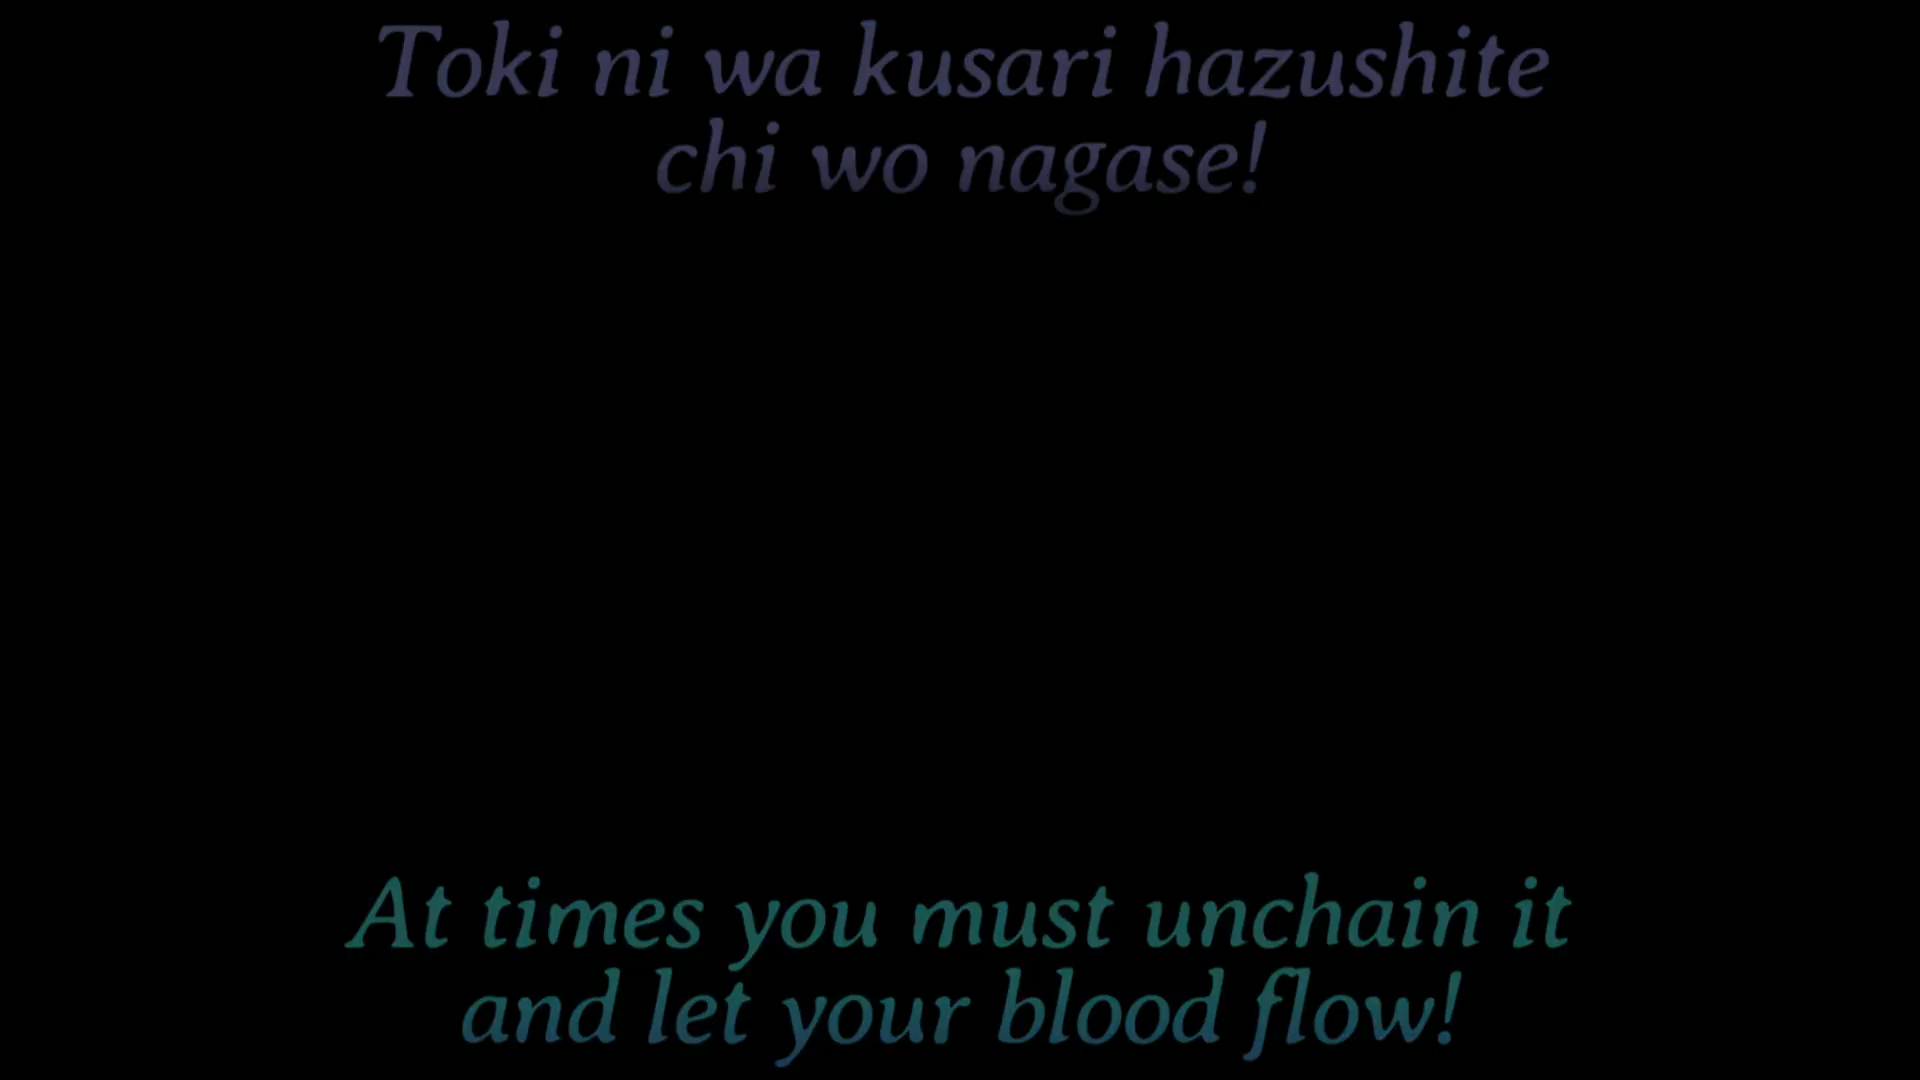 Toki ni wa kusari hazushite
chi wo nagase!
At times you must unchain it
and let your blood flow!